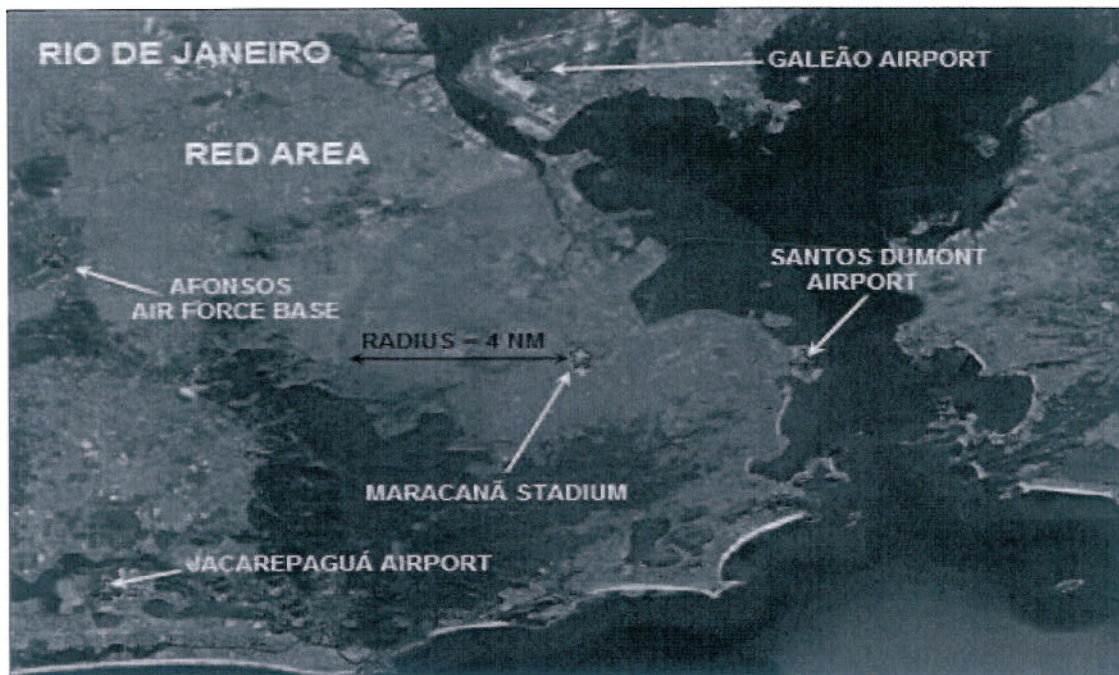 RIO DE JANEIRO
GALEÃO AIRPORT
RED AREA
SANTOS DUMONT
AIRPORT
AFONSOS
AIR FORCE BASE
RADIUS – 4 NM
MARACANÃ STADIUM
JACAREPAGUÁ AIRPORT